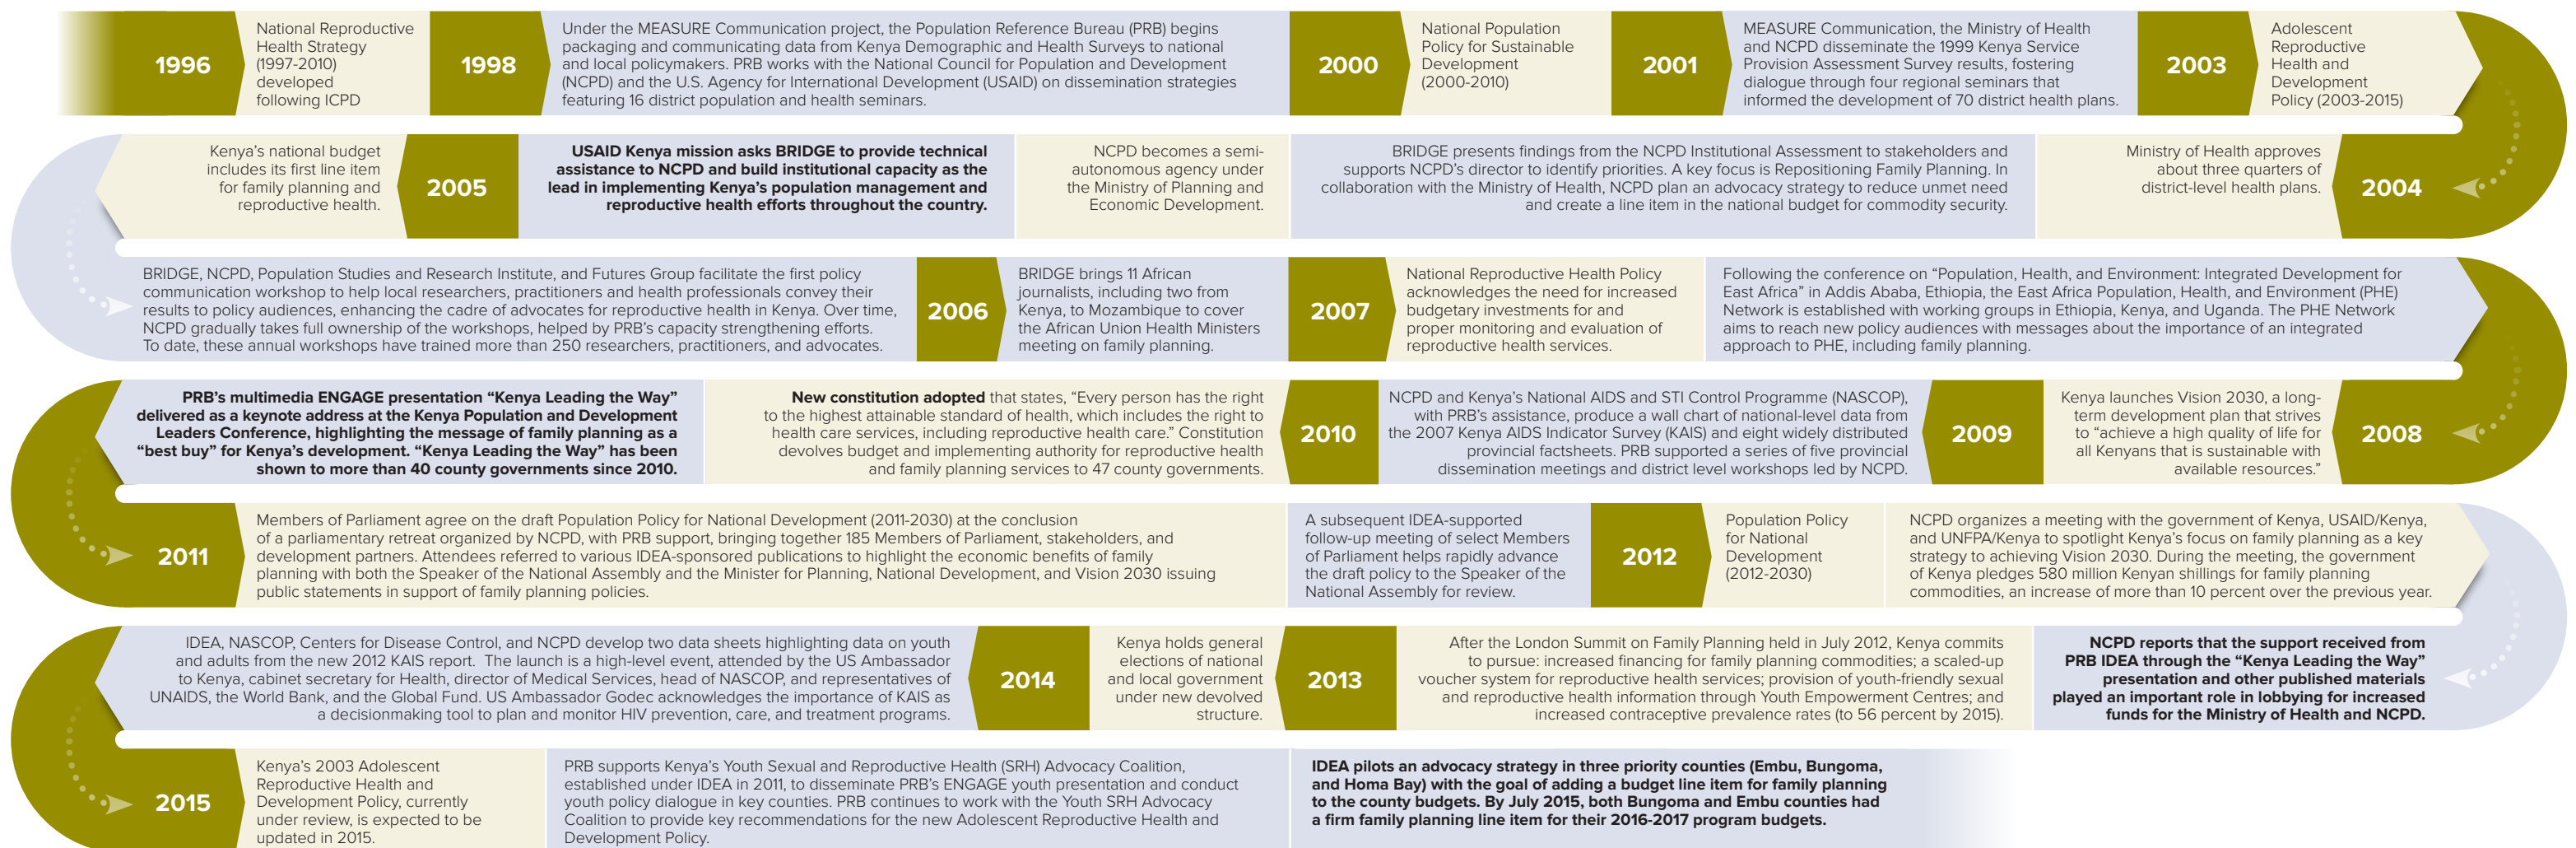 1996
National Reproductive
Health Strategy
(1997-2010)
developed
following ICPD
1998
Under the MEASURE Communication project, the Population Reference Bureau (PRB) begins
packaging and communicating data from Kenya Demographic and Health Surveys to national
and local policymakers. PRB works with the National Council for Population and Development
(NCPD) and the U.S. Agency for International Development (USAID) on dissemination strategies
featuring 16 district population and health seminars.
2000
National Population
Policy for Sustainable
Development
(2000-2010)
2001
MEASURE Communication, the Ministry of Health
and NCPD disseminate the 1999 Kenya Service
Provision Assessment Survey results, fostering
dialogue through four regional seminars that
informed the development of 70 district health plans.
2003
Adolescent
Reproductive
Health and
Development
Policy (2003-2015)
2004
Ministry of Health approves
about three quarters of
district-level health plans.
BRIDGE presents findings from the NCPD Institutional Assessment to stakeholders and
supports NCPD's director to identify priorities. A key focus is Repositioning Family Planning. In
collaboration with the Ministry of Health, NCPD plan an advocacy strategy to reduce unmet need
and create a line item in the national budget for commodity security.
NCPD becomes a semi-
autonomous agency under
the Ministry of Planning and
Economic Development.
USAID Kenya mission asks BRIDGE to provide technical
assistance to NCPD and build institutional capacity as the
lead in implementing Kenya's population management and
reproductive health efforts throughout the country.
2005
Kenya's national budget
includes its first line item
for family planning and
reproductive health.
BRIDGE, NCPD, Population Studies and Research Institute, and Futures Group facilitate the first policy
communication workshop to help local researchers, practitioners and health professionals convey their
results to policy audiences, enhancing the cadre of advocates for reproductive health in Kenya. Over time,
NCPD gradually takes full ownership of the workshops, helped by PRB's capacity strengthening efforts.
To date, these annual workshops have trained more than 250 researchers, practitioners, and advocates.
2006
BRIDGE brings 11 African
journalists, including two from
Kenya, to Mozambique to cover
the African Union Health Ministers
meeting on family planning.
2007
National Reproductive Health Policy
acknowledges the need for increased
budgetary investments for and
proper monitoring and evaluation of
reproductive health services.
Following the conference on “Population, Health, and Environment: Integrated Development for
East Africa” in Addis Ababa, Ethiopia, the East Africa Population, Health, and Environment (PHE)
Network is established with working groups in Ethiopia, Kenya, and Uganda. The PHE Network
aims to reach new policy audiences with messages about the importance of an integrated
approach to PHE, including family planning.
2008
Kenya launches Vision 2030, a long-
term development plan that strives
to “achieve a high quality of life for
all Kenyans that is sustainable with
available resources.”
2009
NCPD and Kenya's National AIDS and STI Control Programme (NASCOP),
with PRB's assistance, produce a wall chart of national-level data from
the 2007 Kenya AIDS Indicator Survey (KAIS) and eight widely distributed
provincial factsheets. PRB supported a series of five provincial
dissemination meetings and district level workshops led by NCPD.
2010
New constitution adopted that states, “Every person has the right
to the highest attainable standard of health, which includes the right to
health care services, including reproductive health care.” Constitution
devolves budget and implementing authority for reproductive health
and family planning services to 47 county governments.
PRB's multimedia ENGAGE presentation “Kenya Leading the Way”
delivered as a keynote address at the Kenya Population and Development
Leaders Conference, highlighting the message of family planning as a
“best buy” for Kenya's development. “Kenya Leading the Way” has been
shown to more than 40 county governments since 2010.
2011
Members of Parliament agree on the draft Population Policy for National Development (2011-2030) at the conclusion
of a parliamentary retreat organized by NCPD, with PRB support, bringing together 185 Members of Parliament, stakeholders, and
development partners. Attendees referred to various IDEA-sponsored publications to highlight the economic benefits of family
planning with both the Speaker of the National Assembly and the Minister for Planning, National Development, and Vision 2030 issuing
public statements in support of family planning policies.
A subsequent IDEA-supported
follow-up meeting of select Members
of Parliament helps rapidly advance
the draft policy to the Speaker of the
National Assembly for review.
2012
Population Policy
for National
Development
(2012-2030)
NCPD organizes a meeting with the government of Kenya, USAID/Kenya,
and UNFPA/Kenya to spotlight Kenya's focus on family planning as a key
strategy to achieving Vision 2030. During the meeting, the government
of Kenya pledges 580 million Kenyan shillings for family planning
commodities, an increase of more than 10 percent over the previous year.
NCPD reports that the support received from
PRB IDEA through the “Kenya Leading the Way”
presentation and other published materials
played an important role in lobbying for increased
funds for the Ministry of Health and NCPD.
After the London Summit on Family Planning held in July 2012, Kenya commits
to pursue: increased financing for family planning commodities; a scaled-up
voucher system for reproductive health services; provision of youth-friendly sexual
and reproductive health information through Youth Empowerment Centres; and
increased contraceptive prevalence rates (to 56 percent by 2015).
2013
Kenya holds general
elections of national
and local government
under new devolved
structure.
2014
IDEA, NASCOP, Centers for Disease Control, and NCPD develop two data sheets highlighting data on youth
and adults from the new 2012 KAIS report. The launch is a high-level event, attended by the US Ambassador
to Kenya, cabinet secretary for Health, director of Medical Services, head of NASCOP, and representatives of
UNAIDS, the World Bank, and the Global Fund. US Ambassador Godec acknowledges the importance of KAIS as
a decisionmaking tool to plan and monitor HIV prevention, care, and treatment programs.
2015
Kenya's 2003 Adolescent
Reproductive Health and
Development Policy, currently
under review, is expected to be
updated in 2015.
PRB supports Kenya's Youth Sexual and Reproductive Health (SRH) Advocacy Coalition,
established under IDEA in 2011, to disseminate PRB's ENGAGE youth presentation and conduct
youth policy dialogue in key counties. PRB continues to work with the Youth SRH Advocacy
Coalition to provide key recommendations for the new Adolescent Reproductive Health and
Development Policy.
IDEA pilots an advocacy strategy in three priority counties (Embu, Bungoma,
and Homa Bay) with the goal of adding a budget line item for family planning
to the county budgets. By July 2015, both Bungoma and Embu counties had
a firm family planning line item for their 2016-2017 program budgets.